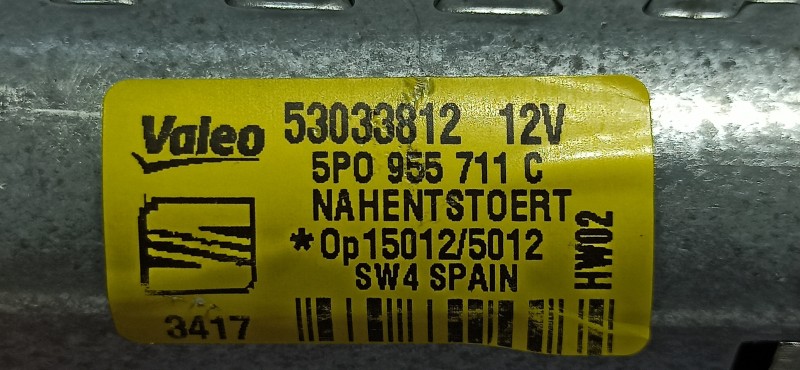 Valeo 53033812 12V
5P0 955 711 C
NAHENTSTOERT
*Op15012/5012
SW4 SPAIN
HW02
3417